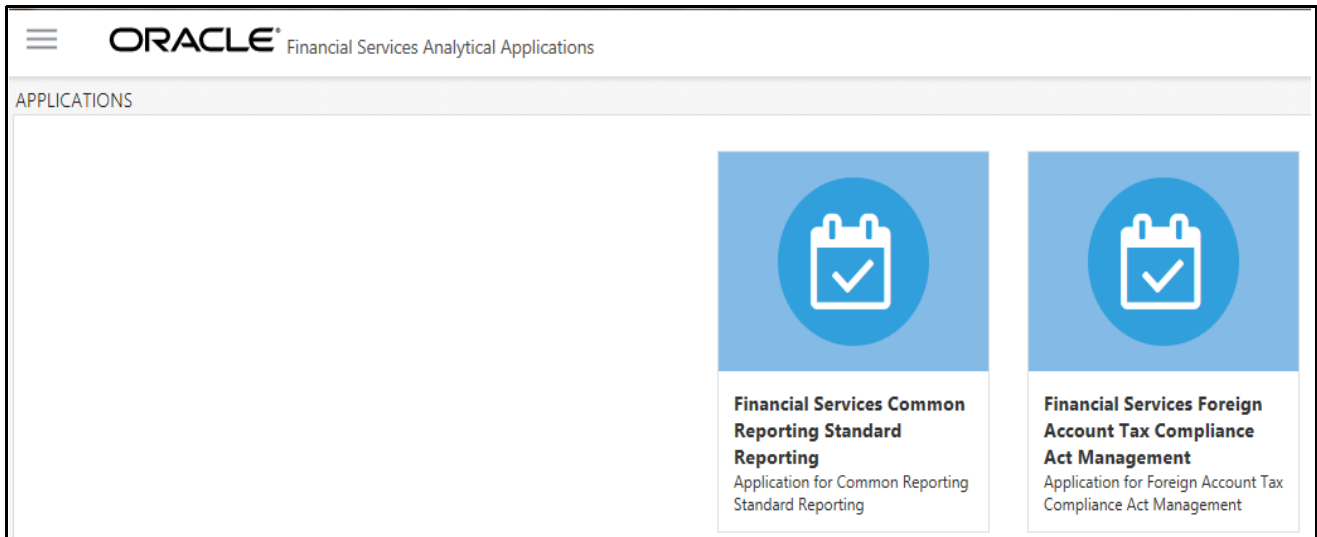 ORACLE® Financial Services Analytical Applications
APPLICATIONS
Financial Services Common
Reporting Standard
Reporting
Application for Common Reporting
Standard Reporting
Financial Services Foreign
Account Tax Compliance
Act Management
Application for Foreign Account Tax
Compliance Act Management